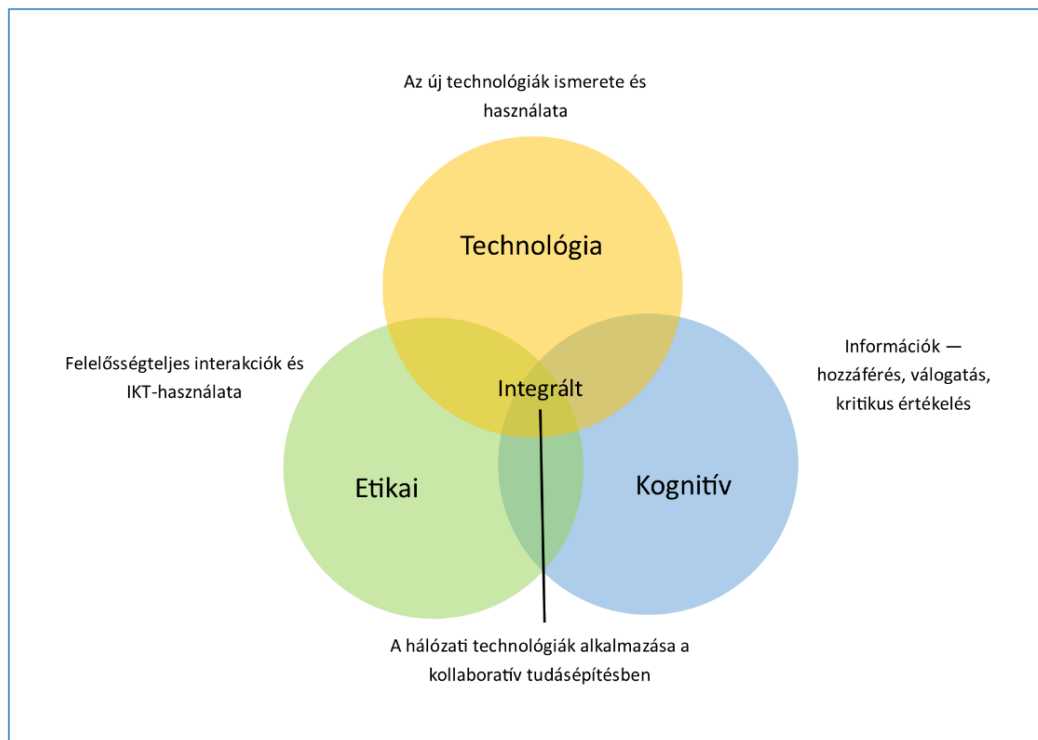 Az új technológiák ismerete és
használata
Technológia
Felelősségteljes interakciók és
IKT-használata
Információk —
hozzáférés, válogatás,
kritikus értékelés
Integrált
Etikai
Kognitív
A hálózati technológiák alkalmazása a
kollaboratív tudásépítésben